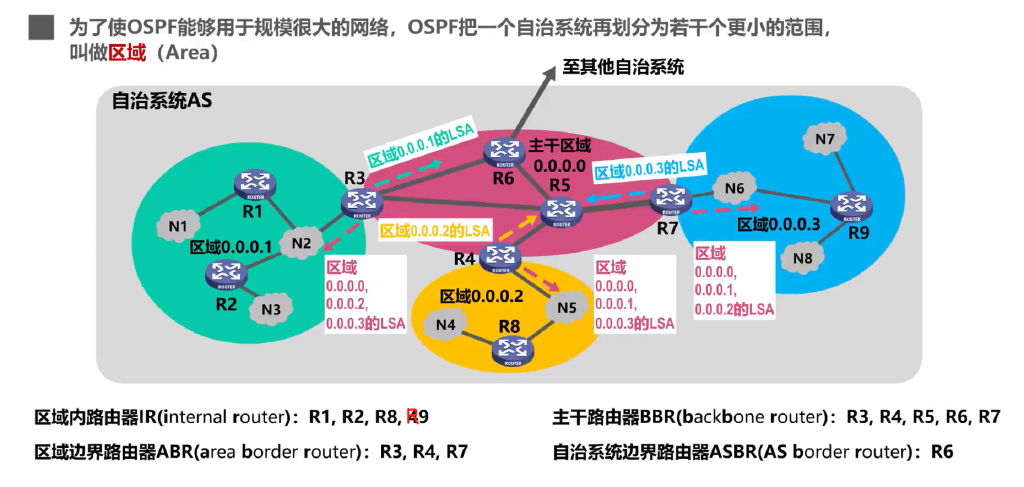 为了使OSPF能够用于规模很大的网络，OSPF把一个自治系统再划分为若干个更小的范围，
叫做区域（Area）
至其他自治系统
自治系统AS
区域0.0.0.1的LSA
主干区域
0.0.0.0
N7
ROUTER
R6
R3
R5
区域0.0.0.3的LSA
ROUTER
R1
ROUTER
N6
N1
区域0.0.0.2的LSA
ROUTER
ROUTER
R7
区域0.0.0.3
ROUTER
R9
N2
区域0.0.0.1
R4
ROUTER
N8
ROUTER
R2
N3
区域
0.0.0.0,
0.0.0.2,
0.0.0.3的LSA
区域0.0.0.2
N5
N4
R8
ROUTER
区域
0.0.0.0,
0.0.0.1,
0.0.0.3的LSA
区域
0.0.0.0,
0.0.0.1,
0.0.0.2的LSA
区域内路由器IR(internal router)：R1, R2, R8, R9
主干路由器BBR(backbone router)：R3, R4, R5, R6, R7
区域边界路由器ABR(area border router)：R3, R4, R7
自治系统边界路由器ASBR(AS border router)：R6